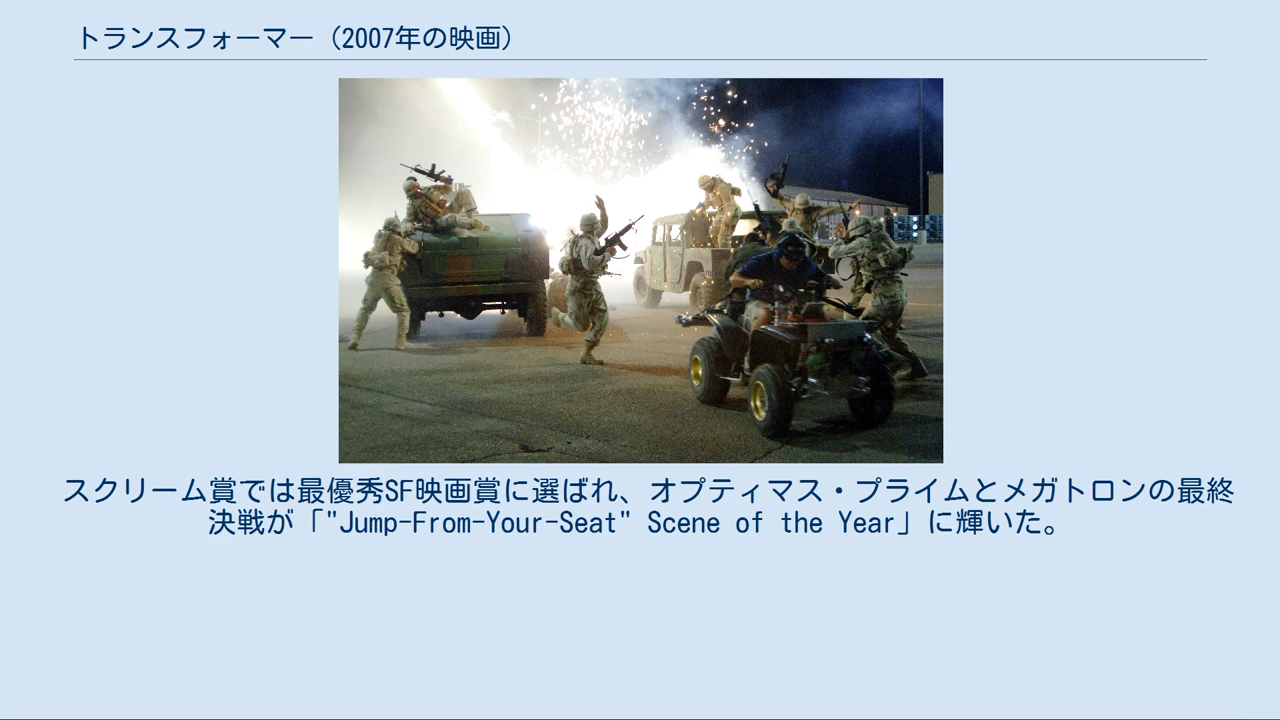 トランスフォーマー（2007年の映画）
スクリーム賞では最優秀SF映画賞に選ばれ、オプティマス・プライムとメガトロンの最終
決戦が「"Jump-From-Your-Seat" Scene of the Year」に輝いた。